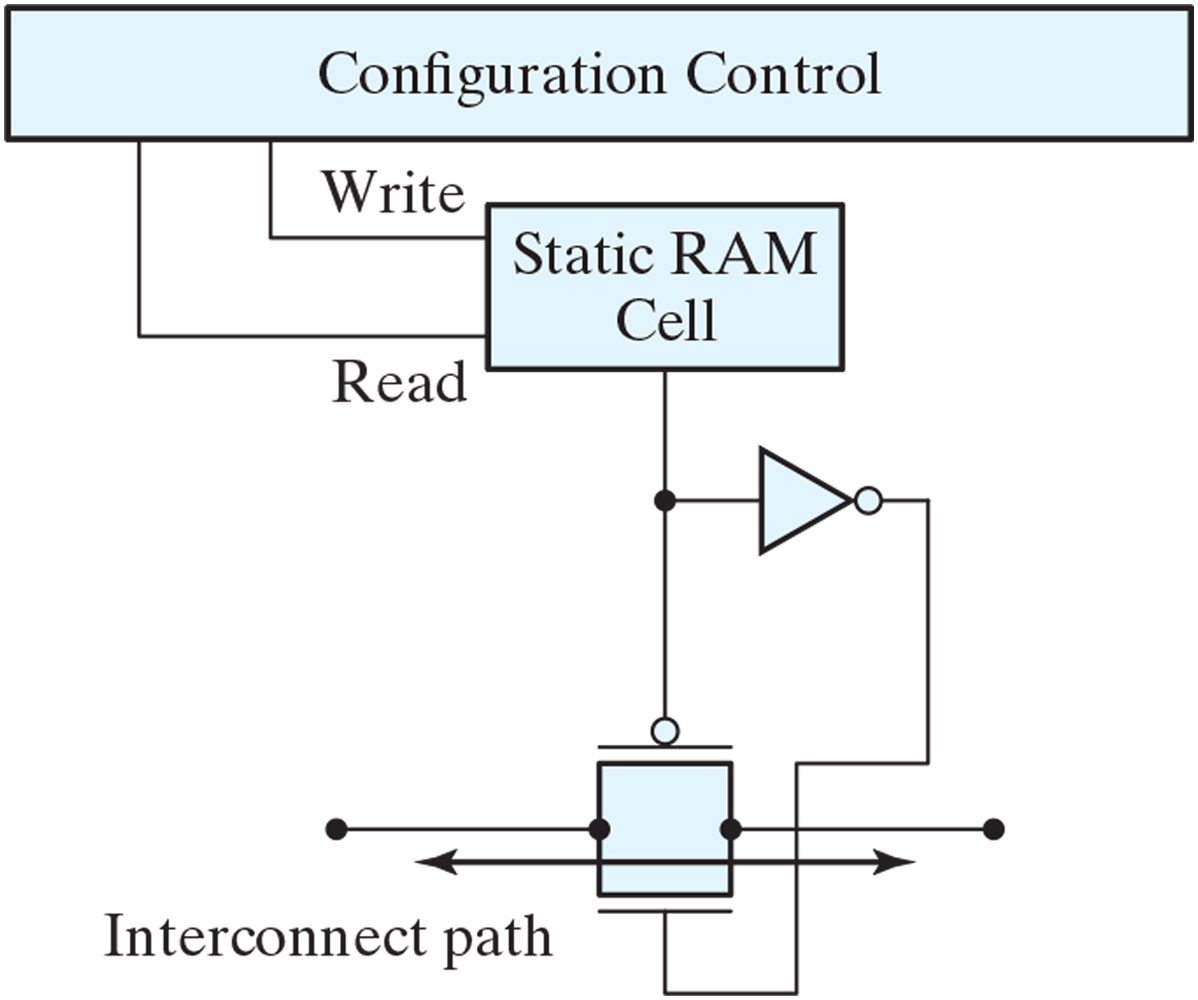 Configuration Control
Write
Static RAM
Cell
Read
Interconnect path